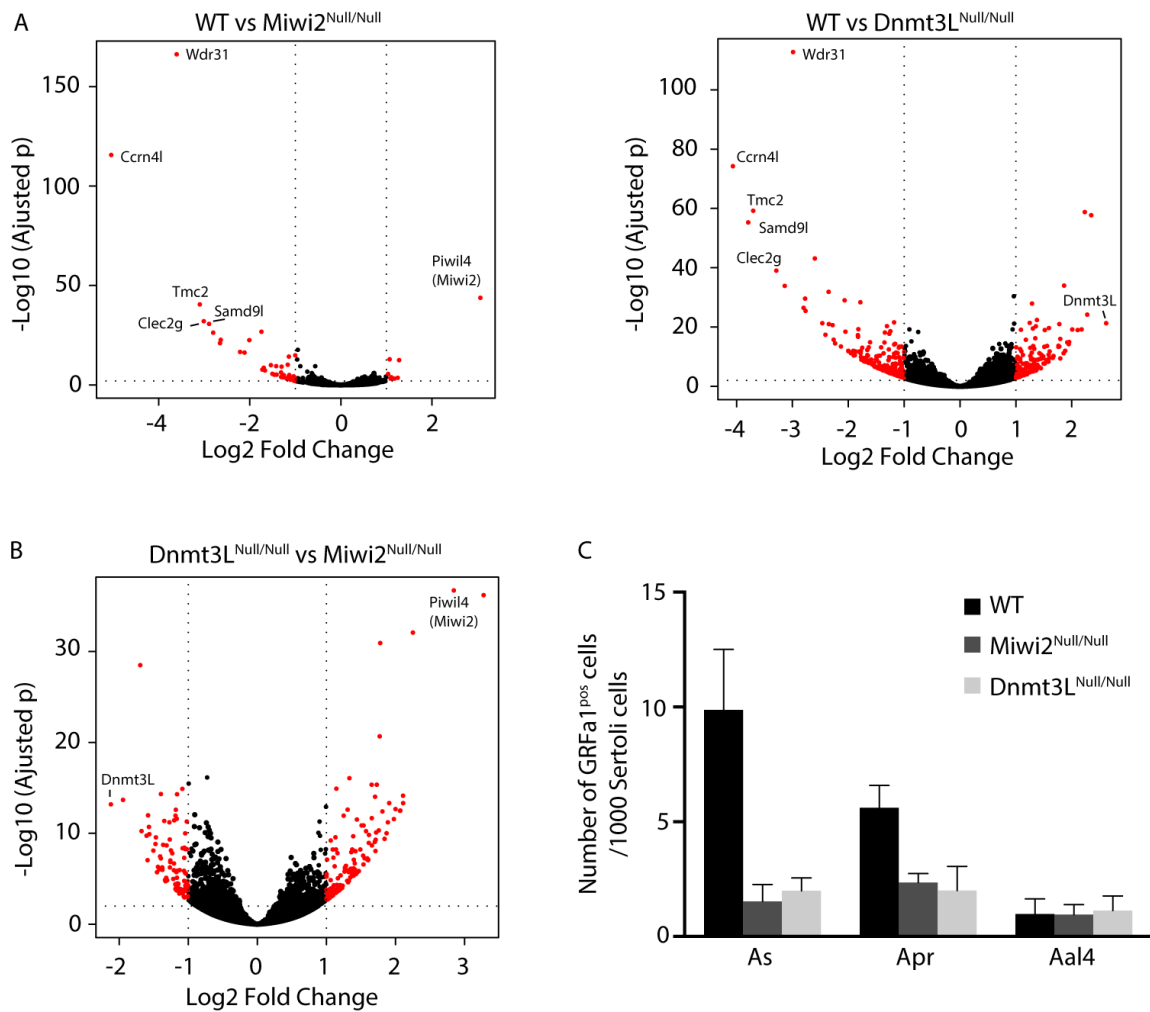 A
WT vs Miwi2Null/Null
-Log10 (Ajusted p)
150
100
50
0
Wdr31
Ccrn4l
Piwil4
(Miwi2)
Tmc2
Samd9l
Clec2g
-4 -2 0 2
Log2 Fold Change
WT vs Dnmt3LNull/Null
-Log10 (Ajusted p)
100
80
60
40
20
0
Wdr31
Ccrn4l
Tmc2
Samd9l
Clec2g
Dnmt3L
-4 -3 -2 -1 0 1 2
Log2 Fold Change
B
Dnmt3LNull/Null vs Miwi2Null/Null
-Log10 (Ajusted p)
30
20
10
0
Piwil4
(Miwi2)
Dnmt3L
-2 -1 0 1 2 3
Log2 Fold Change
C
Number of GRFa1pos cells
/1000 Sertoli cells
15
10
5
0
WT
Miwi2Null/Null
Dnmt3LNull/Null
As Apr Aal4